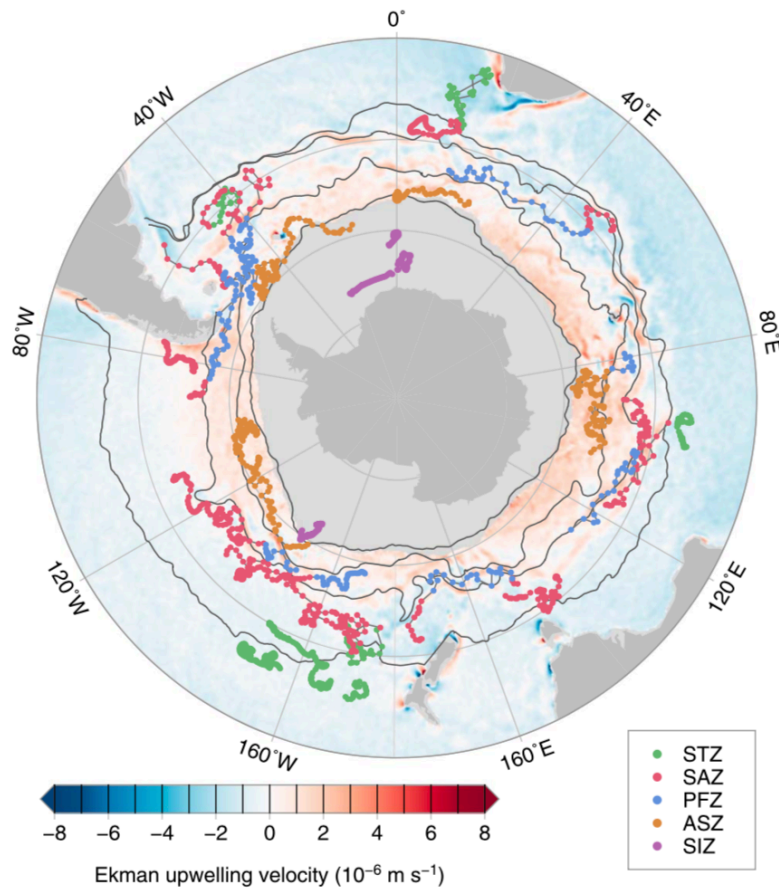 0°
40°W
40°E
80°W
80°E
120°W
120°E
160°W
160°E
STZ
SAZ
PFZ
ASZ
SIZ
−8 −6 −4 −2 0 2 4 6 8
Ekman upwelling velocity (10⁻⁶ m s⁻¹)